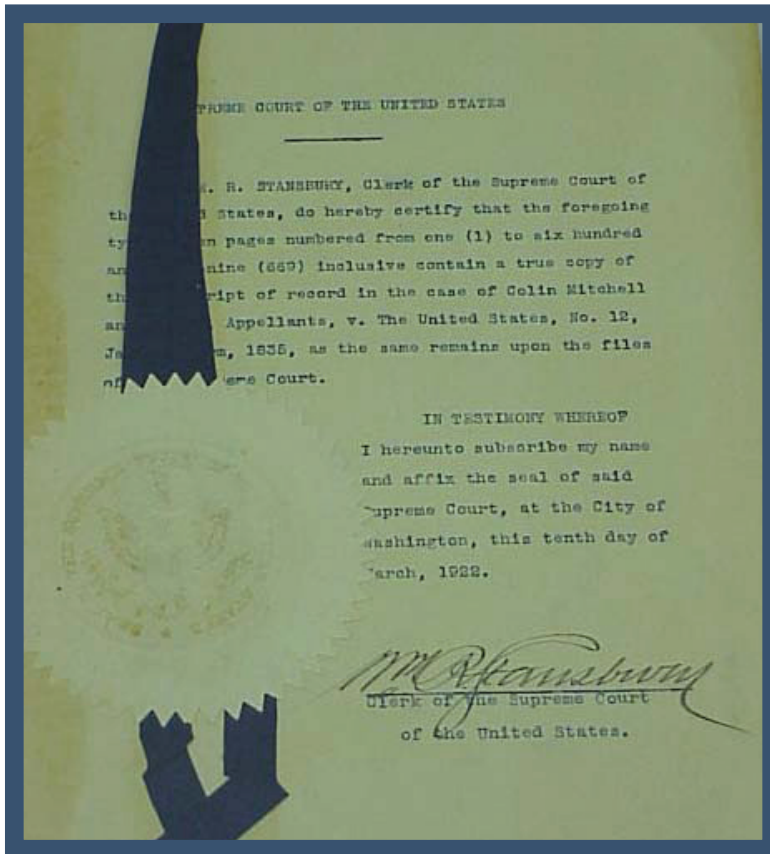 PREME COURT OF THE UNITED STATES
R. STANSBURY, Clerk of the Supreme Court of
th States, do hereby certify that the foregoing
ty n pages numbered from one (1) to six hundred
an nine (669) inclusive contain a true copy of
th ript of record in the case of Colin Mitchell
an Appellants, v. The United States, No. 12,
Ja m, 1835, as the same remains upon the files
of eme Court.
IN TESTIMONY WHEREOF
I hereunto subscribe my name
and affix the seal of said
upreme Court, at the City of
Washington, this tenth day of
arch, 1922.
Wm R Stansbury
Clerk of the Supreme Court
of the United States.